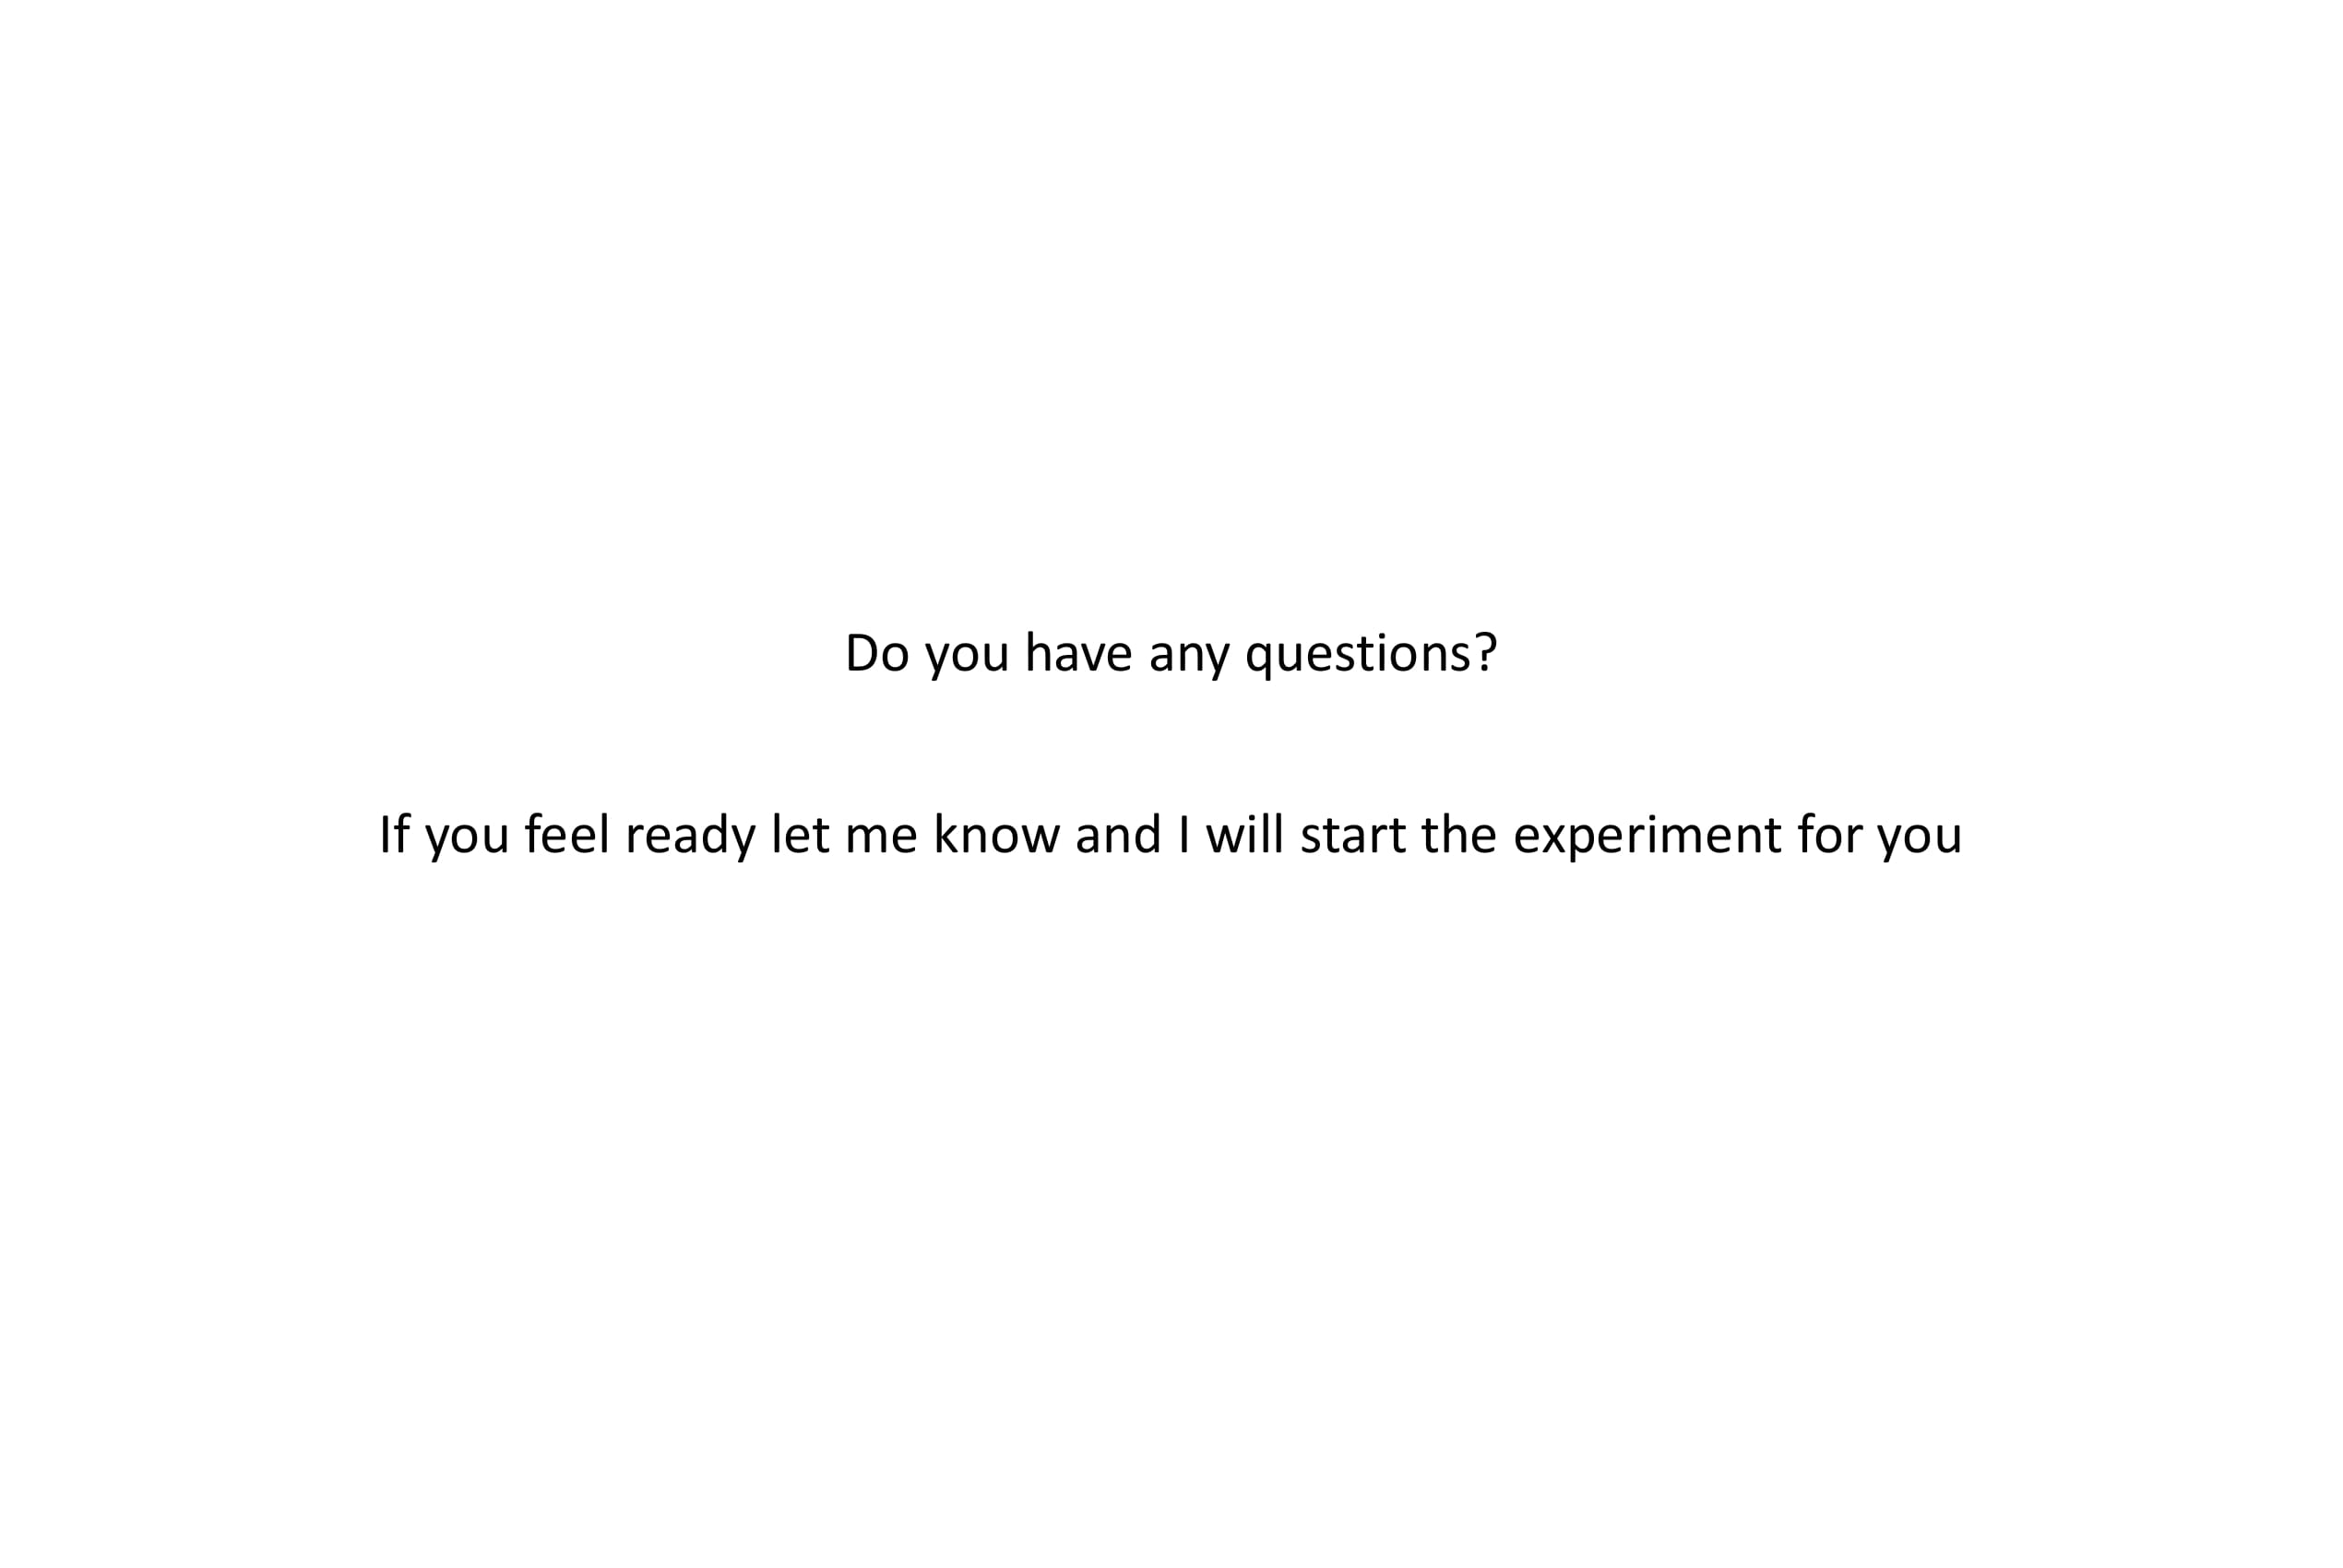 Do you have any questions?
If you feel ready let me know and I will start the experiment for you